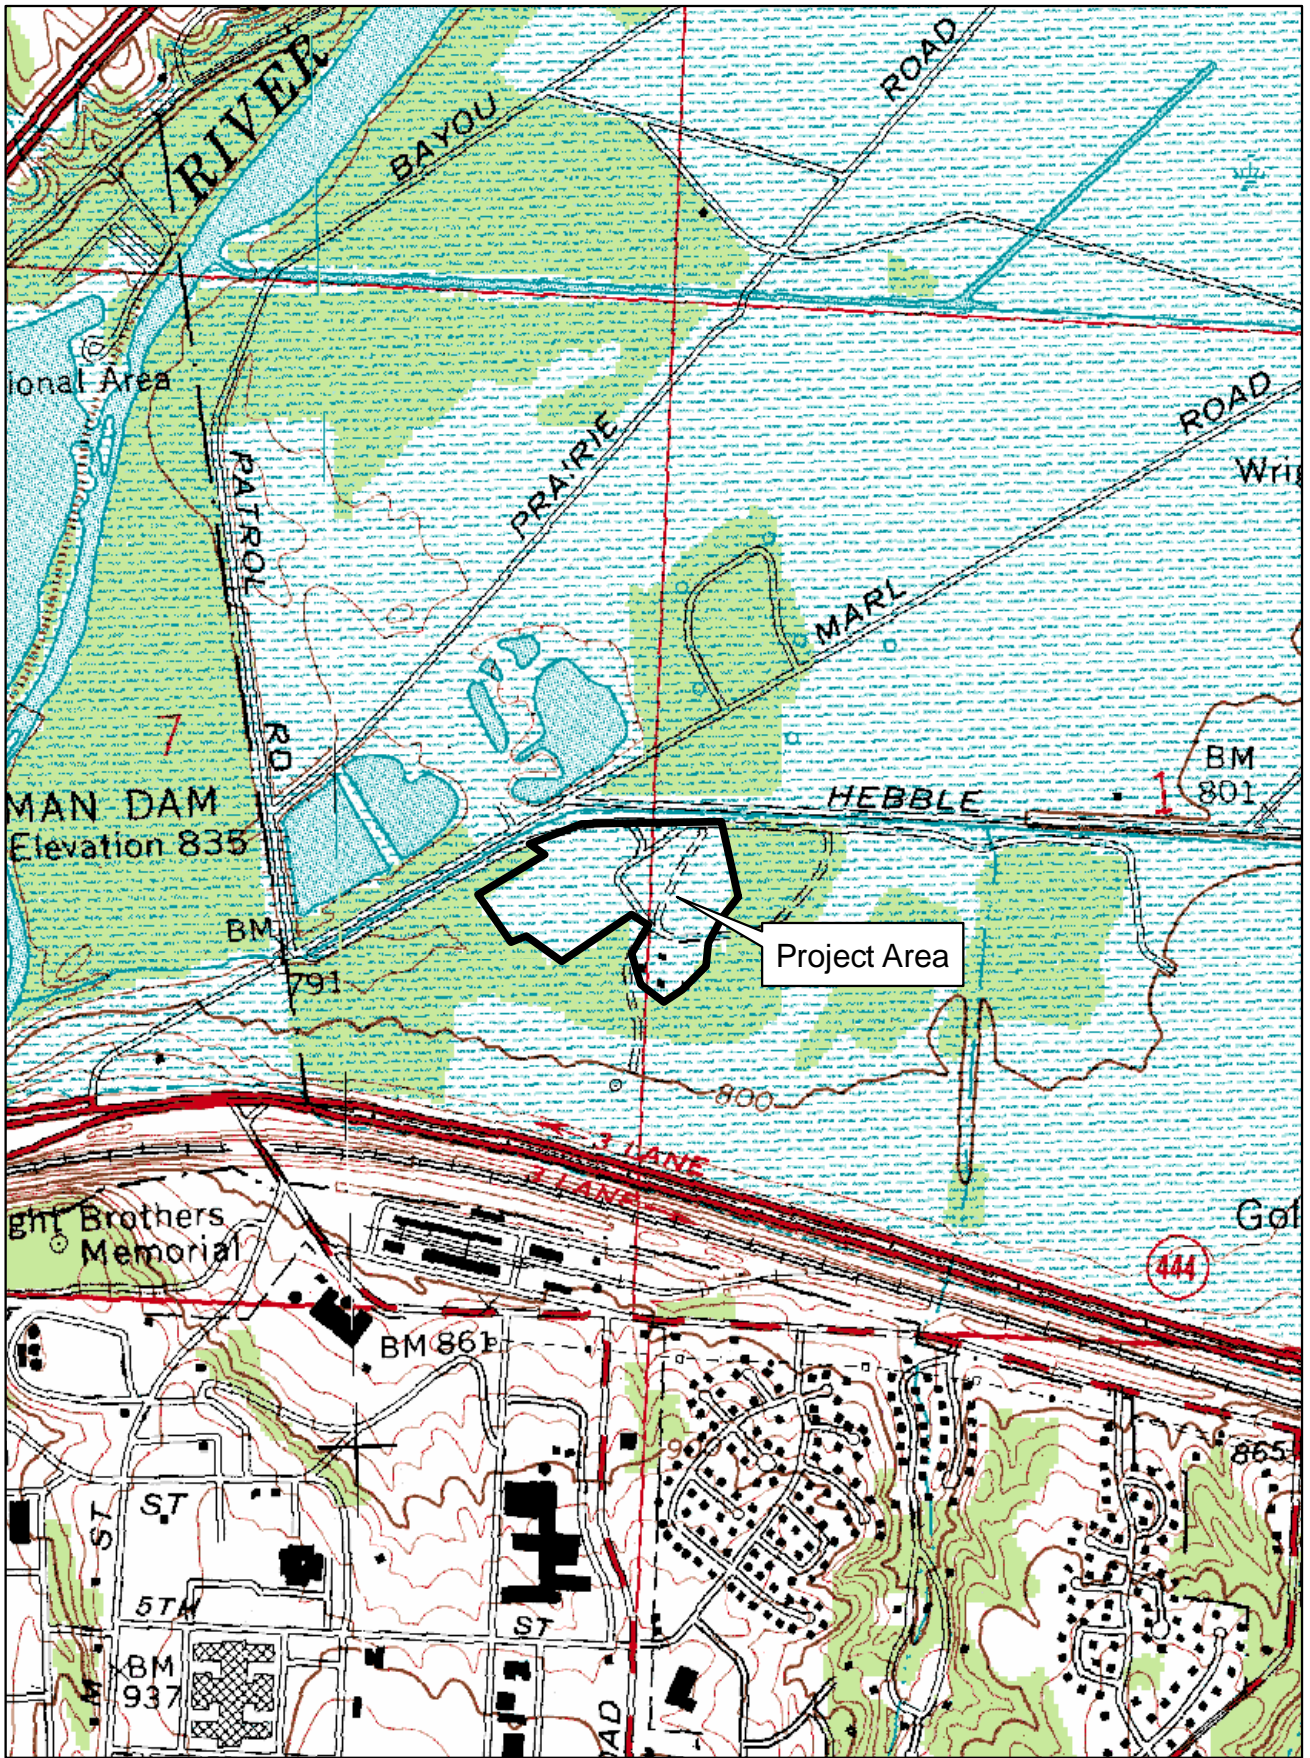 RIVER
BAYOU
ROAD
ional Area
PATROL
RD
PRAIRIE
ROAD
MARL
Wrig
7
MAN DAM
Elevation 835
BM
791
HEBBLE
1
BM
801
Project Area
800
3 LANE
3 LANE
ght Brothers
Memorial
Gol
444
BM 861
900
865
ST
ST
5TH
ST
BM
937
M
OAD